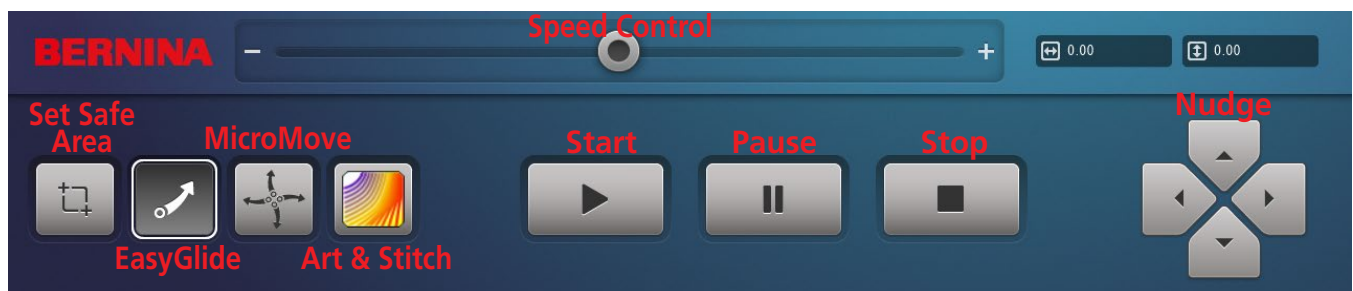 Speed Control
BERNINA
- +
0.00
0.00
Set Safe
Area
MicroMove
Start
Pause
Stop
Nudge
EasyGlide
Art & Stitch